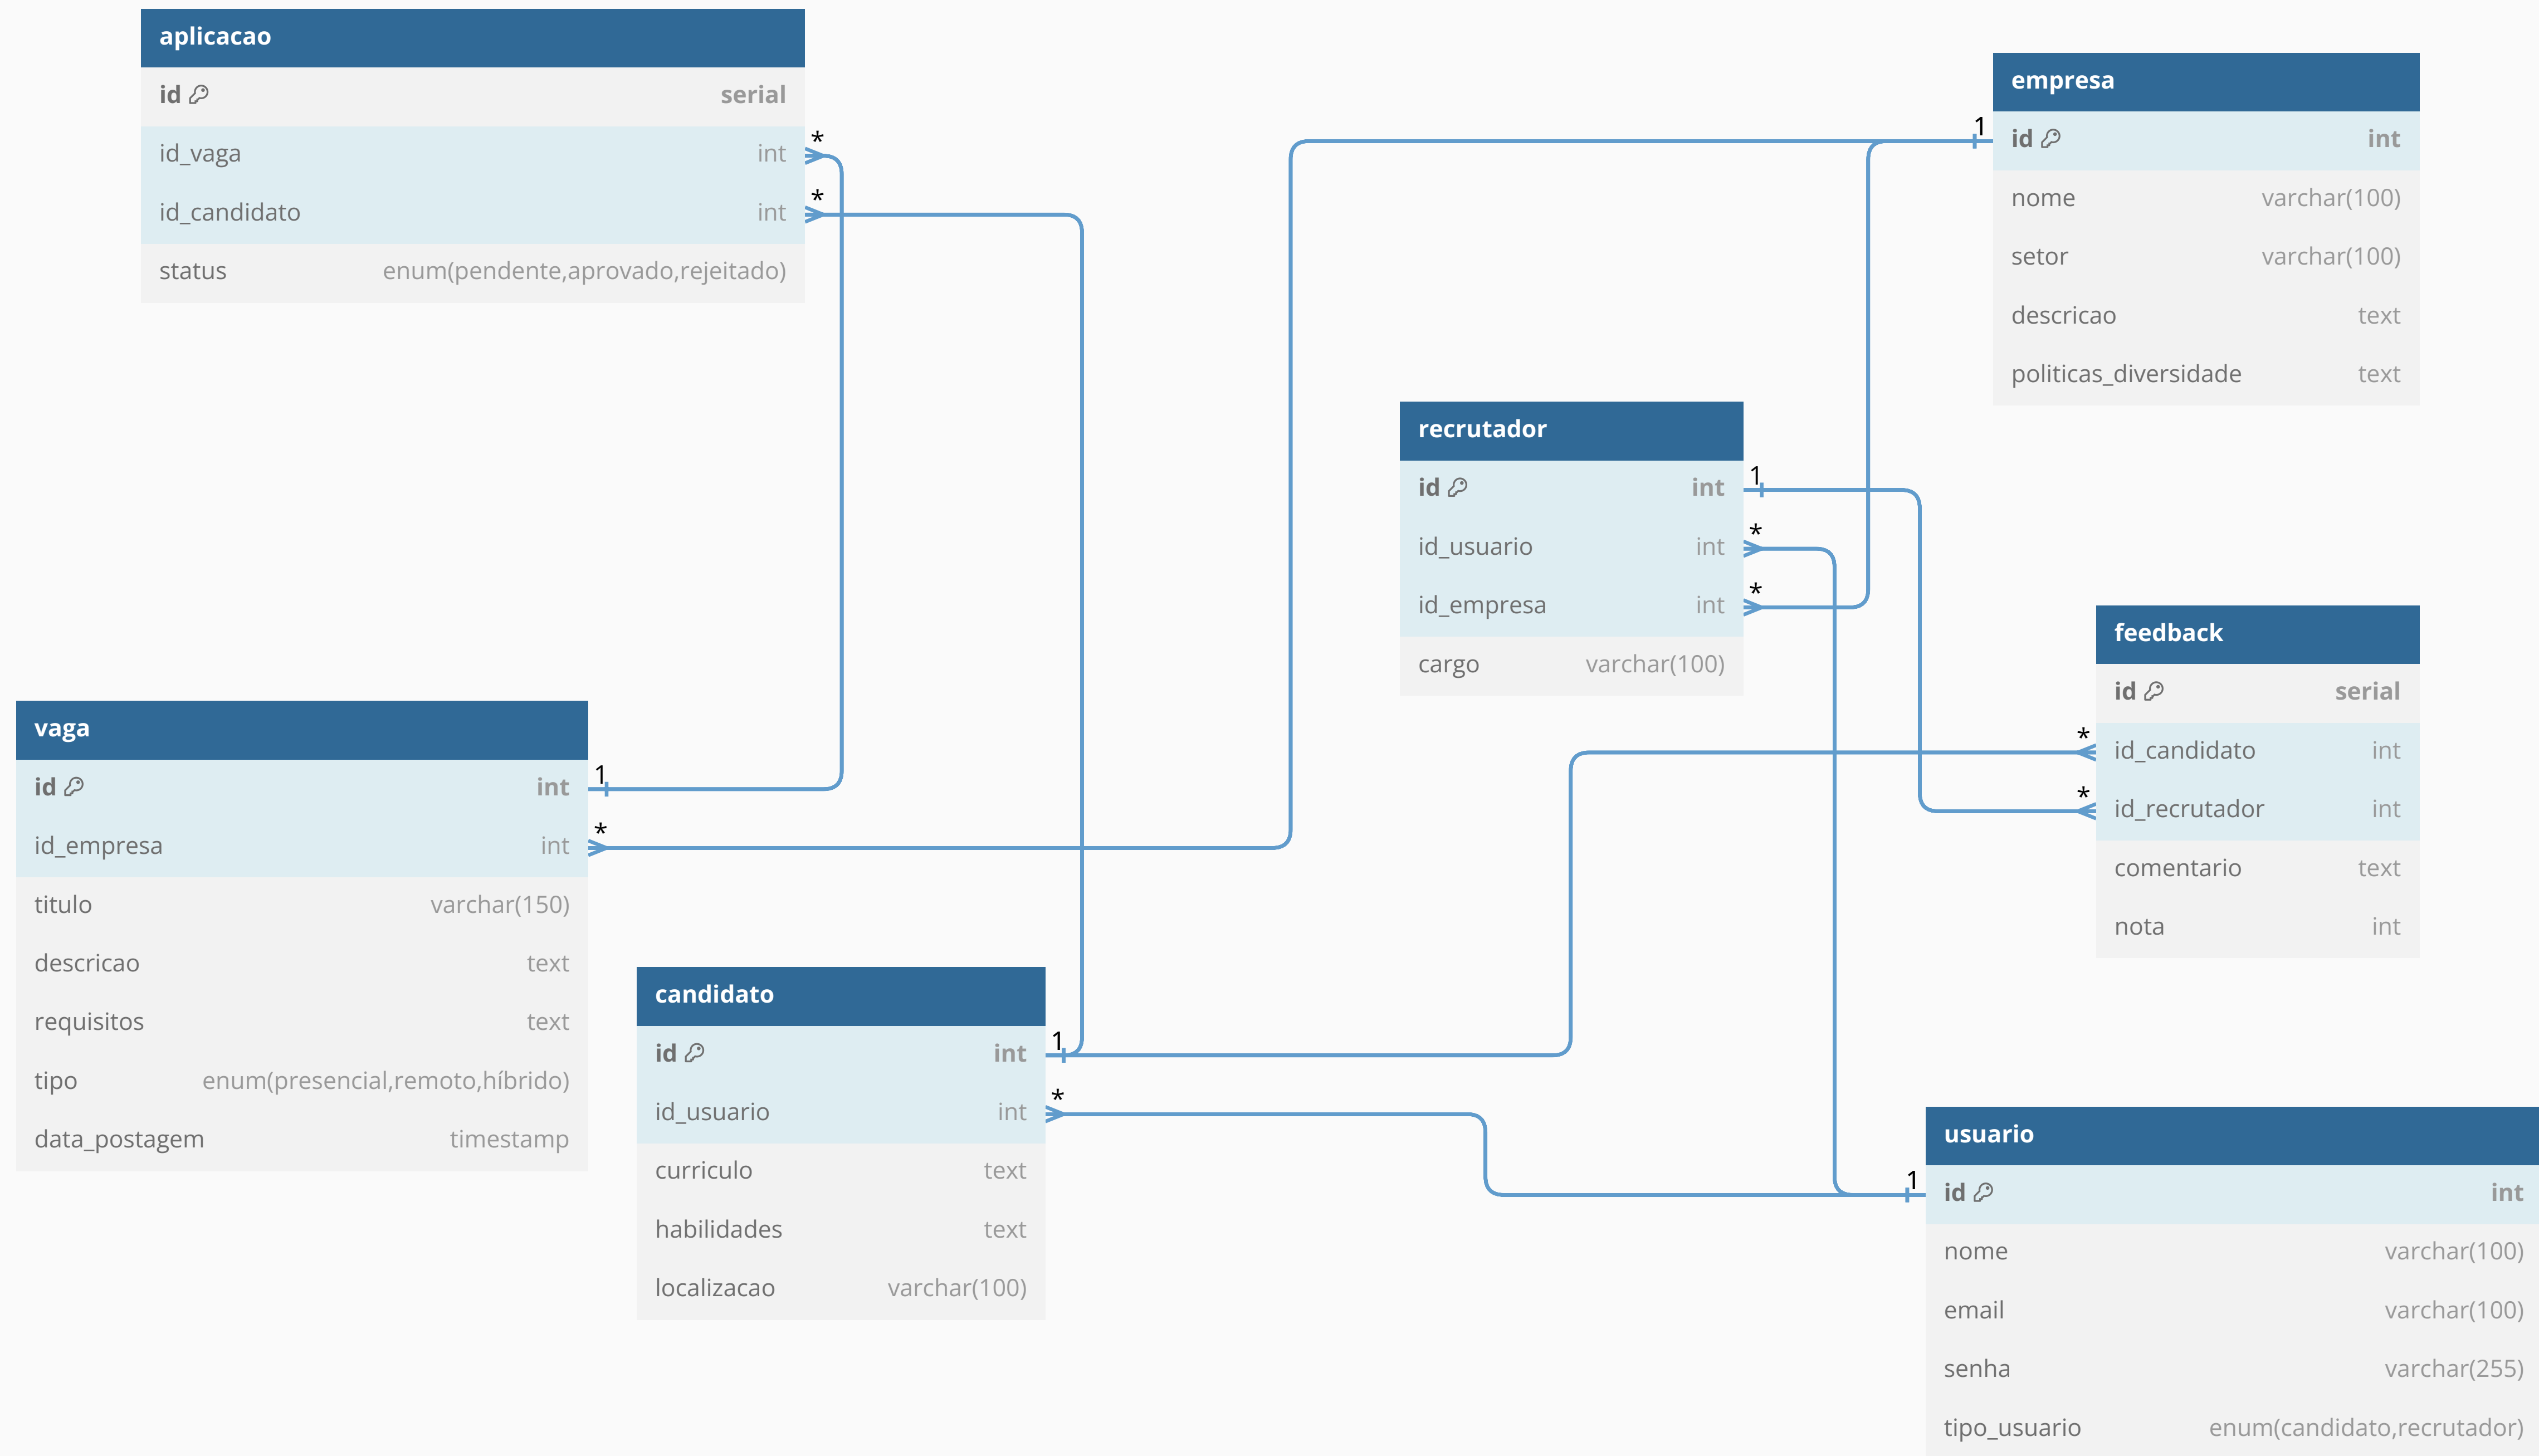 aplicacao
id serial
id_vaga int
id_candidato int
status enum(pendente,aprovado,rejeitado)
*
*
empresa
id int
nome varchar(100)
setor varchar(100)
descricao text
politicas_diversidade text
1
recrutador
id int
id_usuario int
id_empresa int
cargo varchar(100)
1
*
*
feedback
id serial
id_candidato int
id_recrutador int
comentario text
nota int
*
*
vaga
id int
id_empresa int
titulo varchar(150)
descricao text
requisitos text
tipo enum(presencial,remoto,híbrido)
data_postagem timestamp
1
*
candidato
id int
id_usuario int
curriculo text
habilidades text
localizacao varchar(100)
1
*
usuario
id int
nome varchar(100)
email varchar(100)
senha varchar(255)
tipo_usuario enum(candidato,recrutador)
1